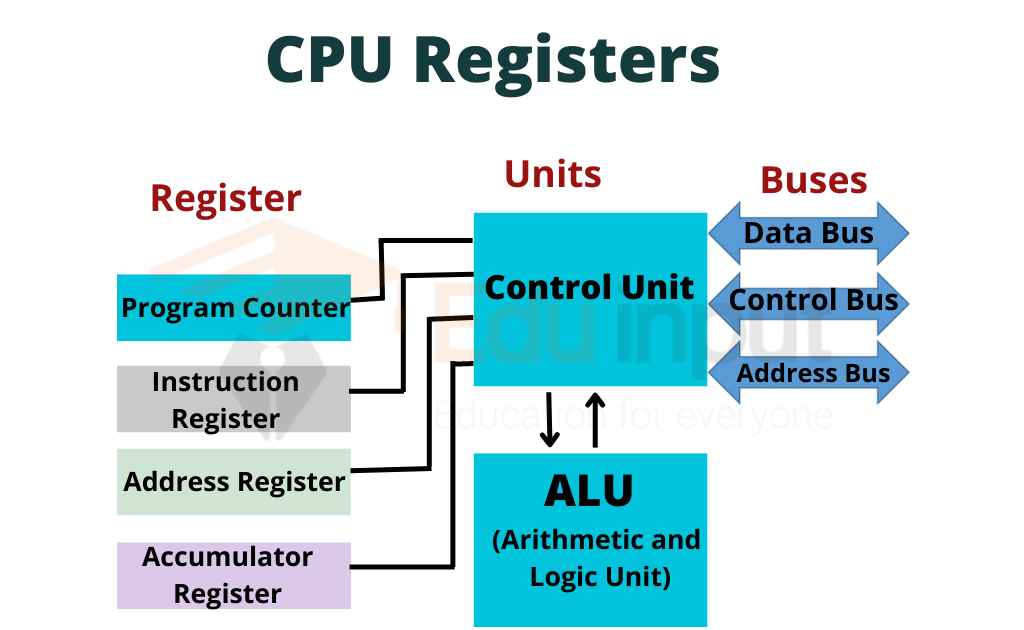 CPU Registers
Register
Units
Buses
Program Counter
Instruction
Register
Address Register
Accumulator
Register
Control Unit
ALU
(Arithmetic and
Logic Unit)
Data Bus
Control Bus
Address Bus
Edu input
Education for everyone